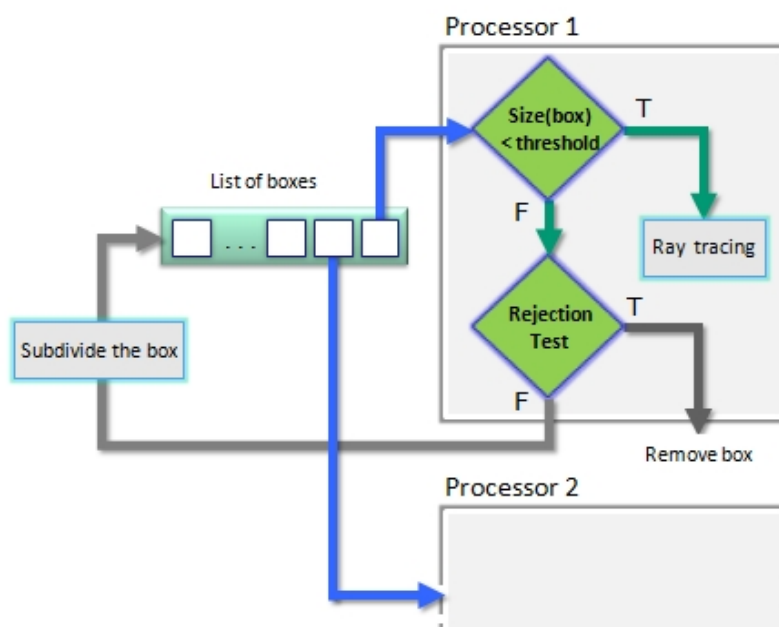 Processor 1
Size(box)
< threshold
T
List of boxes
F
. . .
Ray tracing
Rejection
Test
T
Subdivide the box
F
Remove box
Processor 2